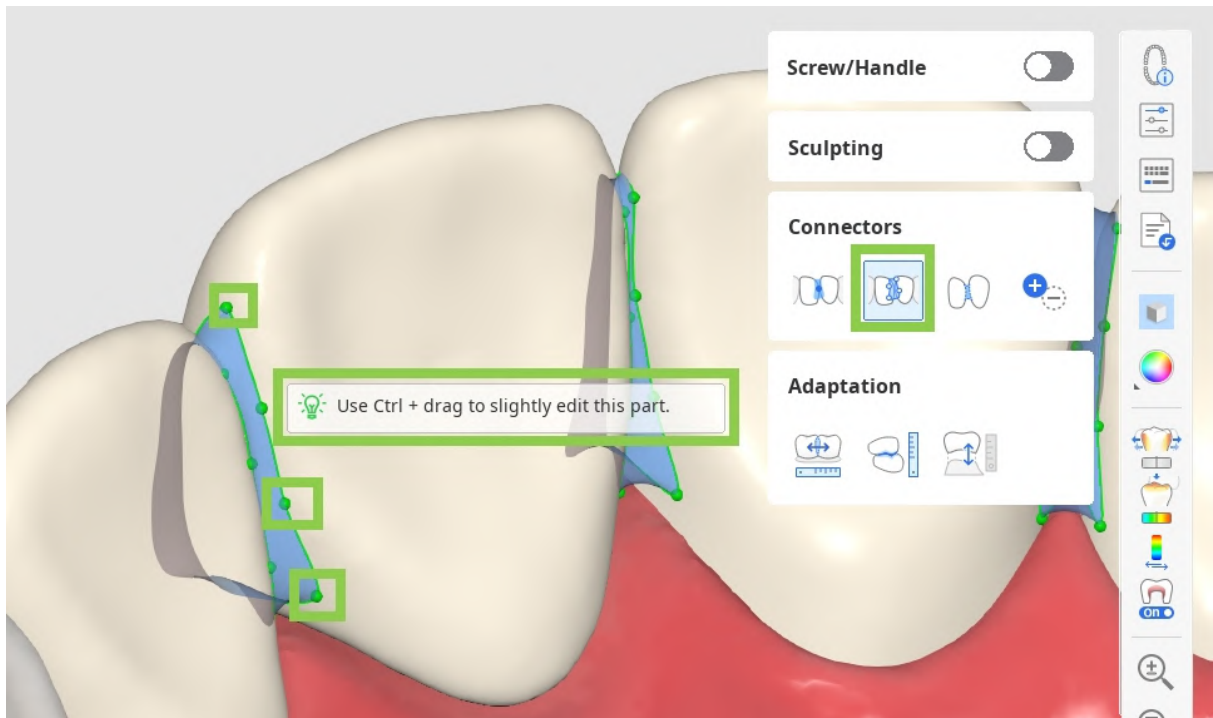 Screw/Handle
Sculpting
Connectors
Use Ctrl + drag to slightly edit this part.
Adaptation
On